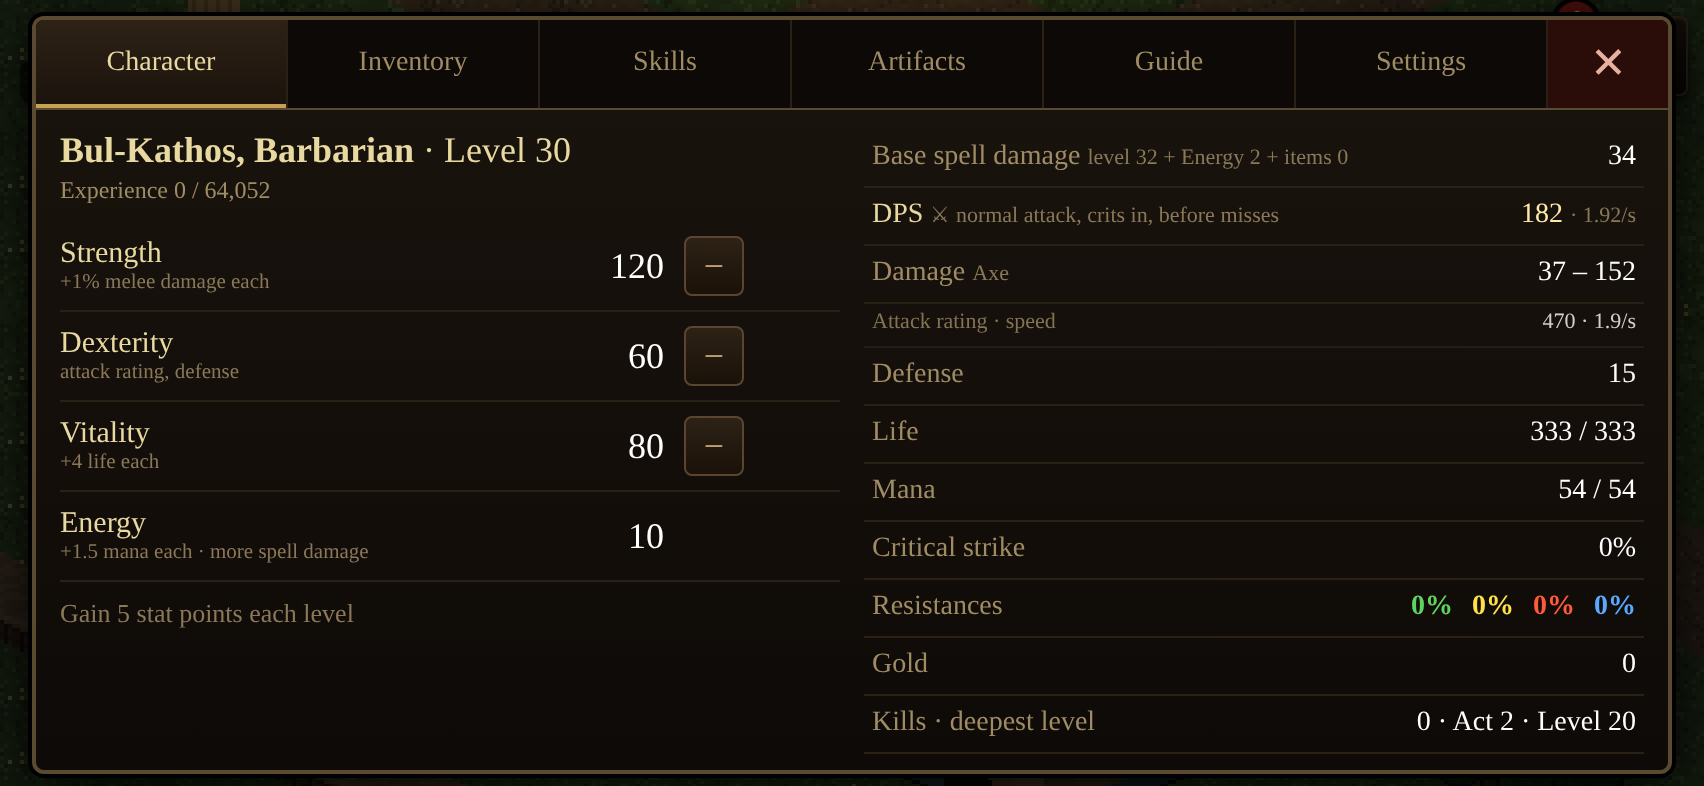 Character Inventory Skills Artifacts Guide Settings ✕
Bul-Kathos, Barbarian · Level 30
Experience 0 / 64,052
Strength 120 −
+1% melee damage each
Dexterity 60 −
attack rating, defense
Vitality 80 −
+4 life each
Energy 10
+1.5 mana each · more spell damage
Gain 5 stat points each level
Base spell damage level 32 + Energy 2 + items 0 34
DPS ⚔ normal attack, crits in, before misses 182 · 1.92/s
Damage Axe 37 – 152
Attack rating · speed 470 · 1.9/s
Defense 15
Life 333 / 333
Mana 54 / 54
Critical strike 0%
Resistances 0% 0% 0% 0%
Gold 0
Kills · deepest level 0 · Act 2 · Level 20